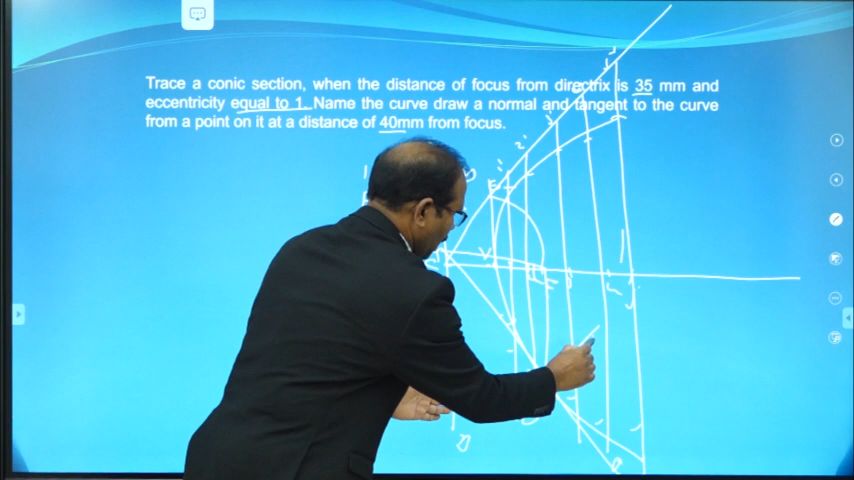 Trace a conic section, when the distance of focus from directrix is 35 mm and
eccentricity equal to 1. Name the curve draw a normal and tangent to the curve
from a point on it at a distance of 40mm from focus.
2'
E
V